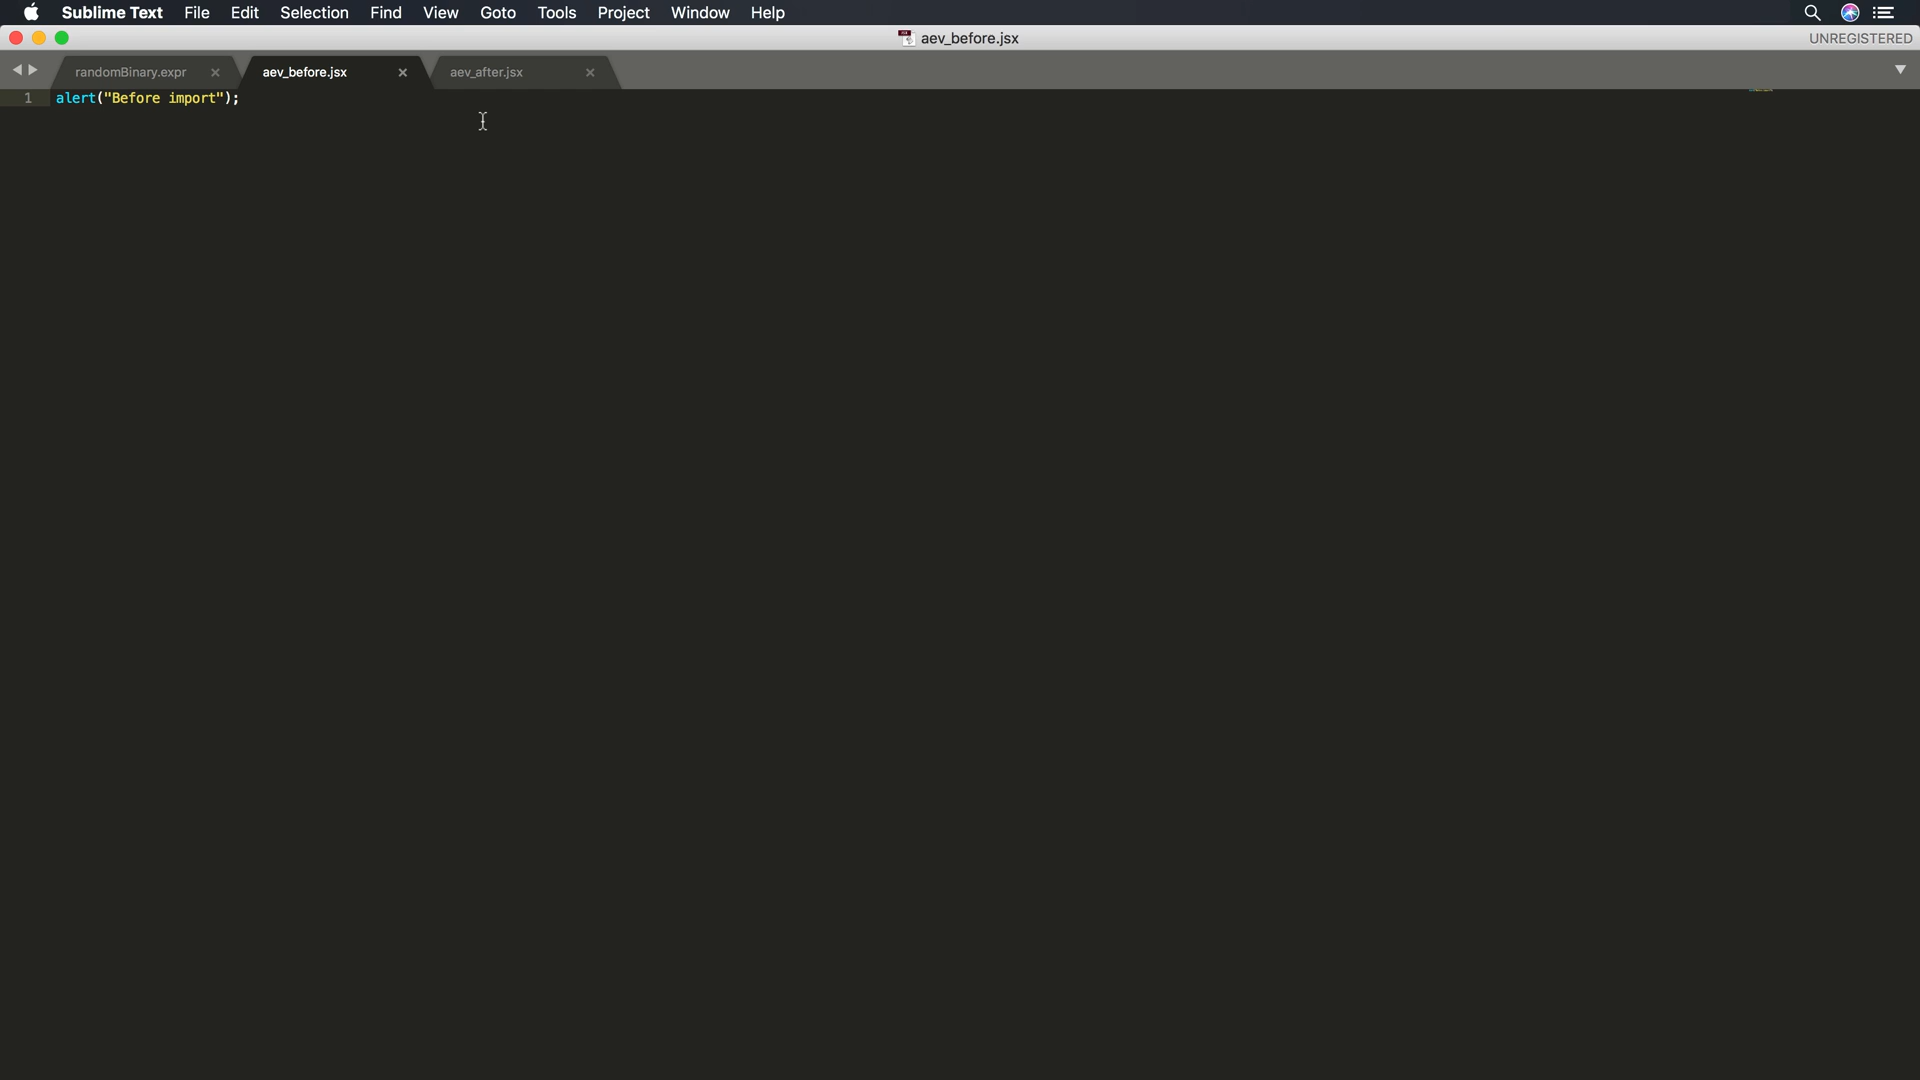 Sublime Text File Edit Selection Find View Goto Tools Project Window Help
aev_before.jsx
UNREGISTERED
randomBinary.expr aev_before.jsx aev_after.jsx
1 alert("Before import");